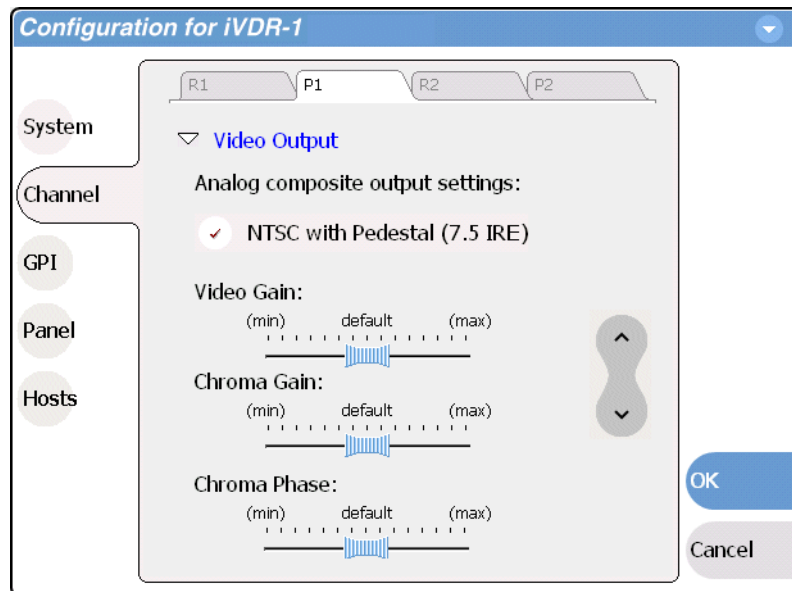 Configuration for iVDR-1
R1 P1 R2 P2
System
Channel
GPI
Panel
Hosts
Video Output
Analog composite output settings:
NTSC with Pedestal (7.5 IRE)
Video Gain:
(min) default (max)
Chroma Gain:
(min) default (max)
Chroma Phase:
(min) default (max)
OK
Cancel